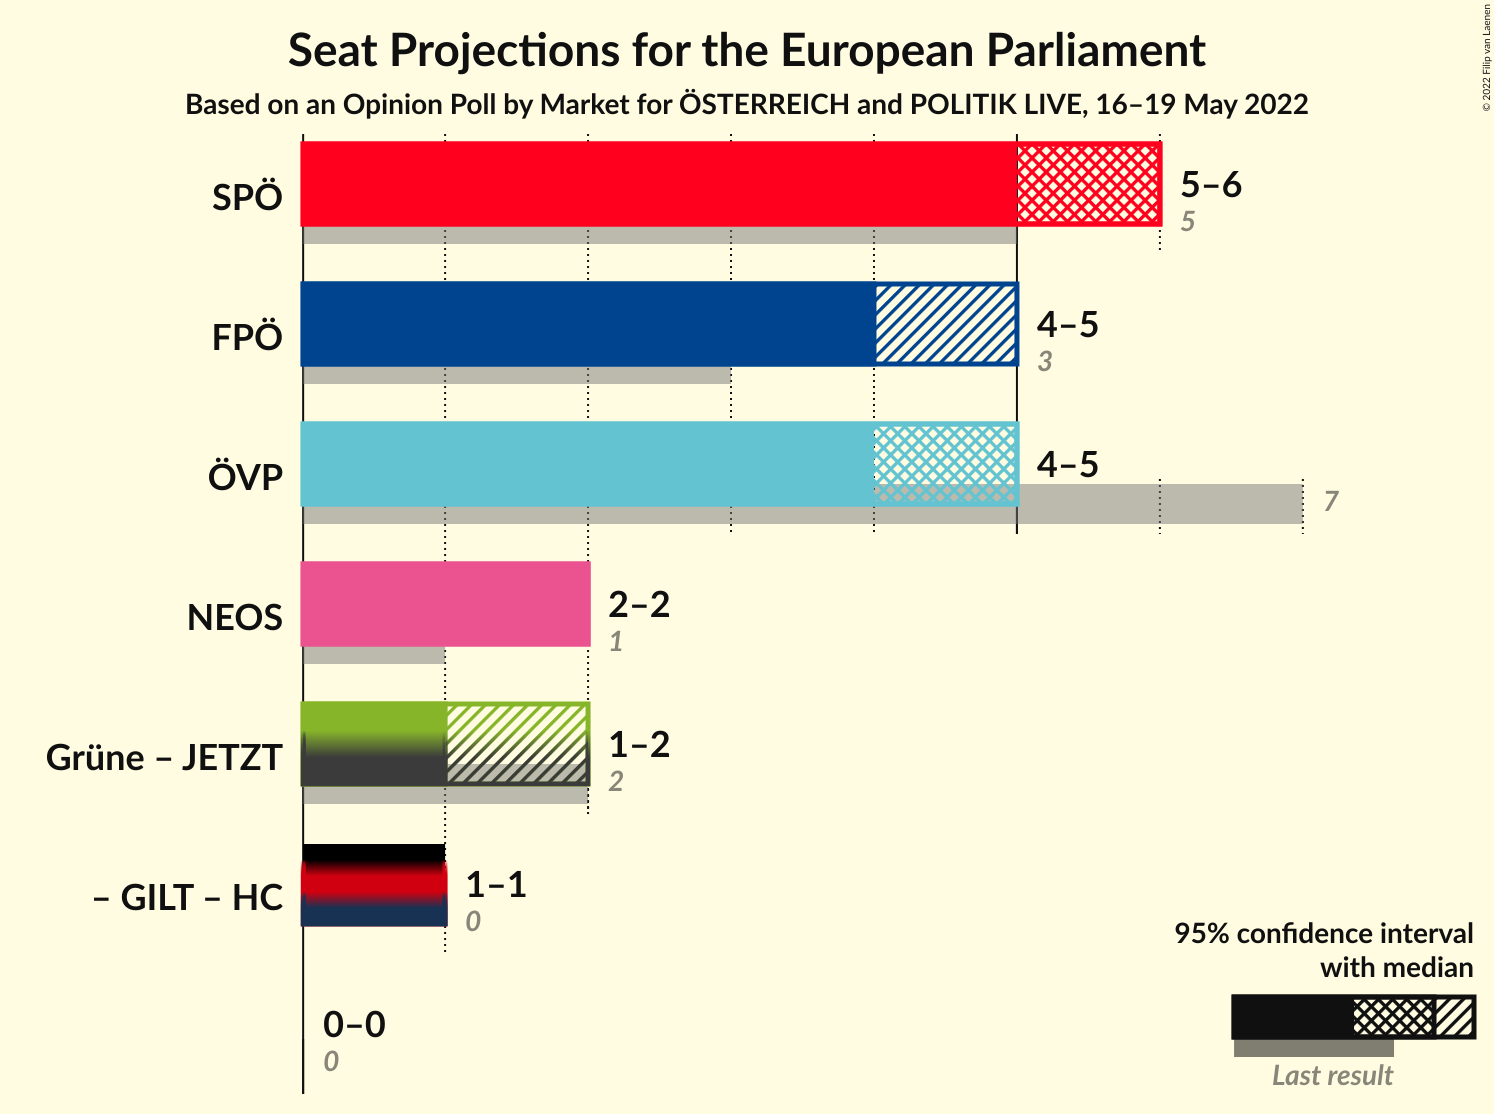 Seat Projections for the European Parliament
Based on an Opinion Poll by Market for ÖSTERREICH and POLITIK LIVE, 16–19 May 2022
© 2022 Filip van Laenen
SPÖ
5–6
5
FPÖ
4–5
3
ÖVP
4–5
7
NEOS
2–2
1
Grüne – JETZT
1–2
2
– GILT – HC
1–1
0
0–0
0
95% confidence interval
with median
Last result